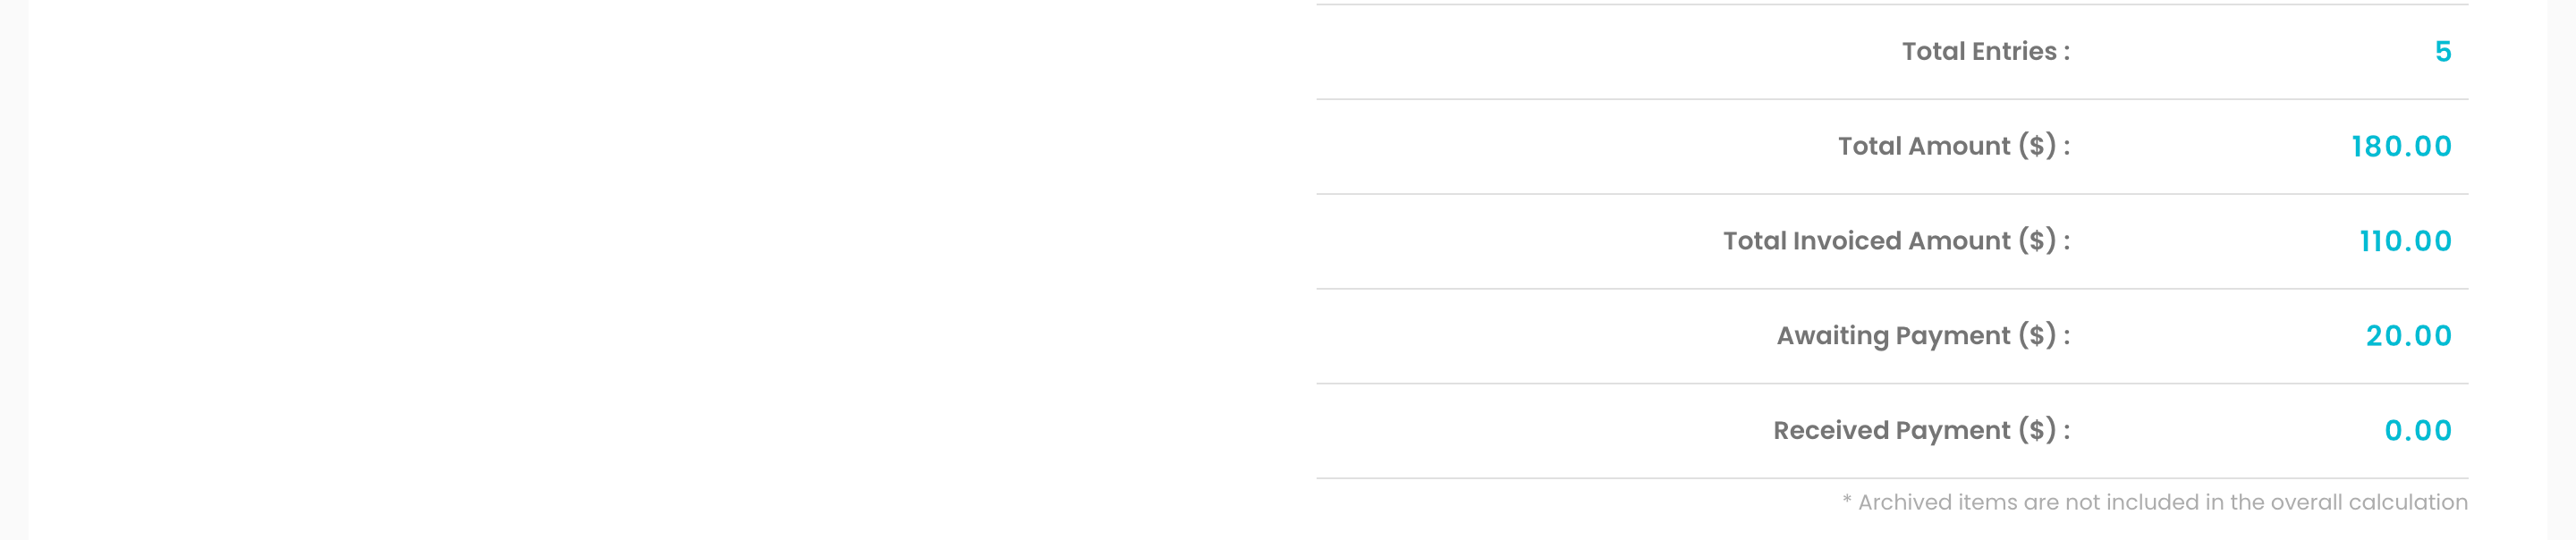 Total Entries : 5
Total Amount ($) : 180.00
Total Invoiced Amount ($) : 110.00
Awaiting Payment ($) : 20.00
Received Payment ($) : 0.00
* Archived items are not included in the overall calculation